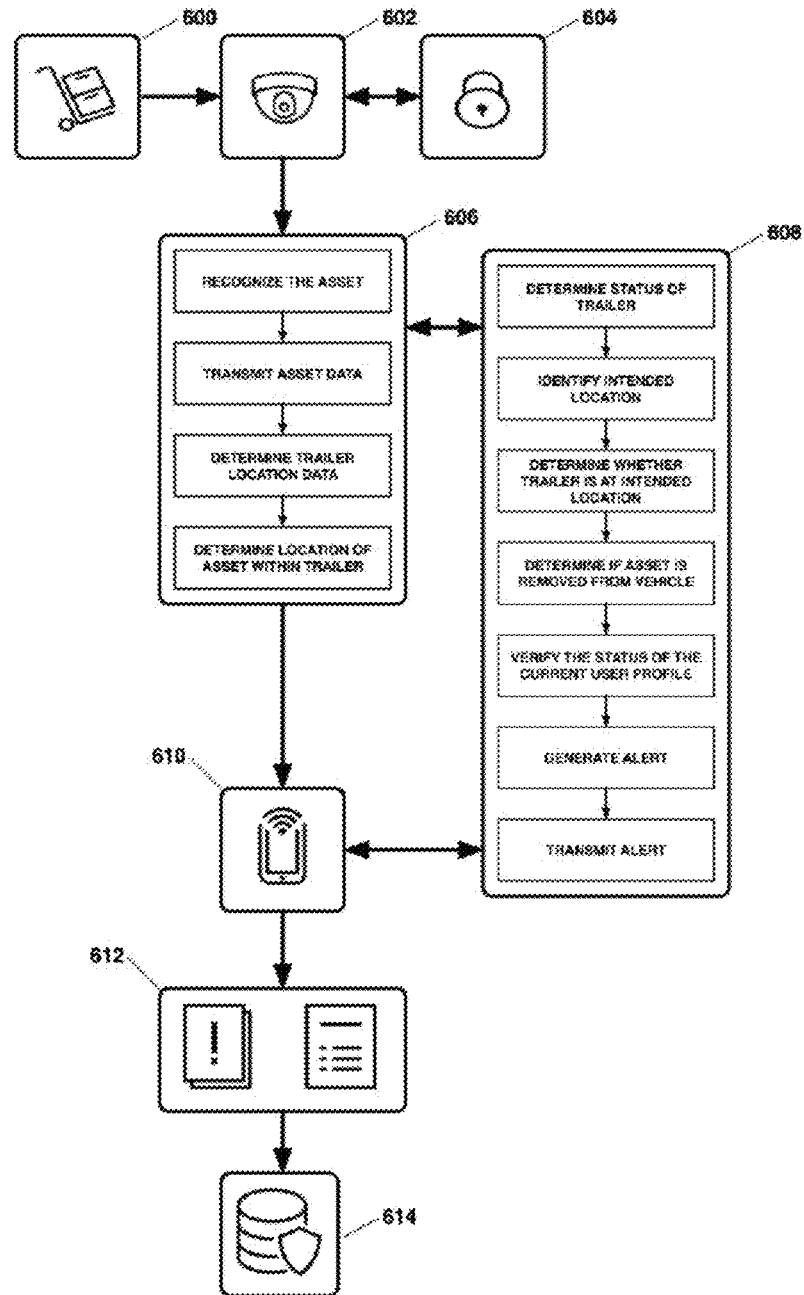 600
602
604
606
608
RECOGNIZE THE ASSET
TRANSMIT ASSET DATA
DETERMINE TRAILER
LOCATION DATA
DETERMINE LOCATION OF
ASSET WITHIN TRAILER
DETERMINE STATUS OF
TRAILER
IDENTIFY INTENDED
LOCATION
DETERMINE WHETHER
TRAILER IS AT INTENDED
LOCATION
DETERMINE IF ASSET IS
REMOVED FROM VEHICLE
VERIFY THE STATUS OF THE
CURRENT USER PROFILE
GENERATE ALERT
TRANSMIT ALERT
610
612
614